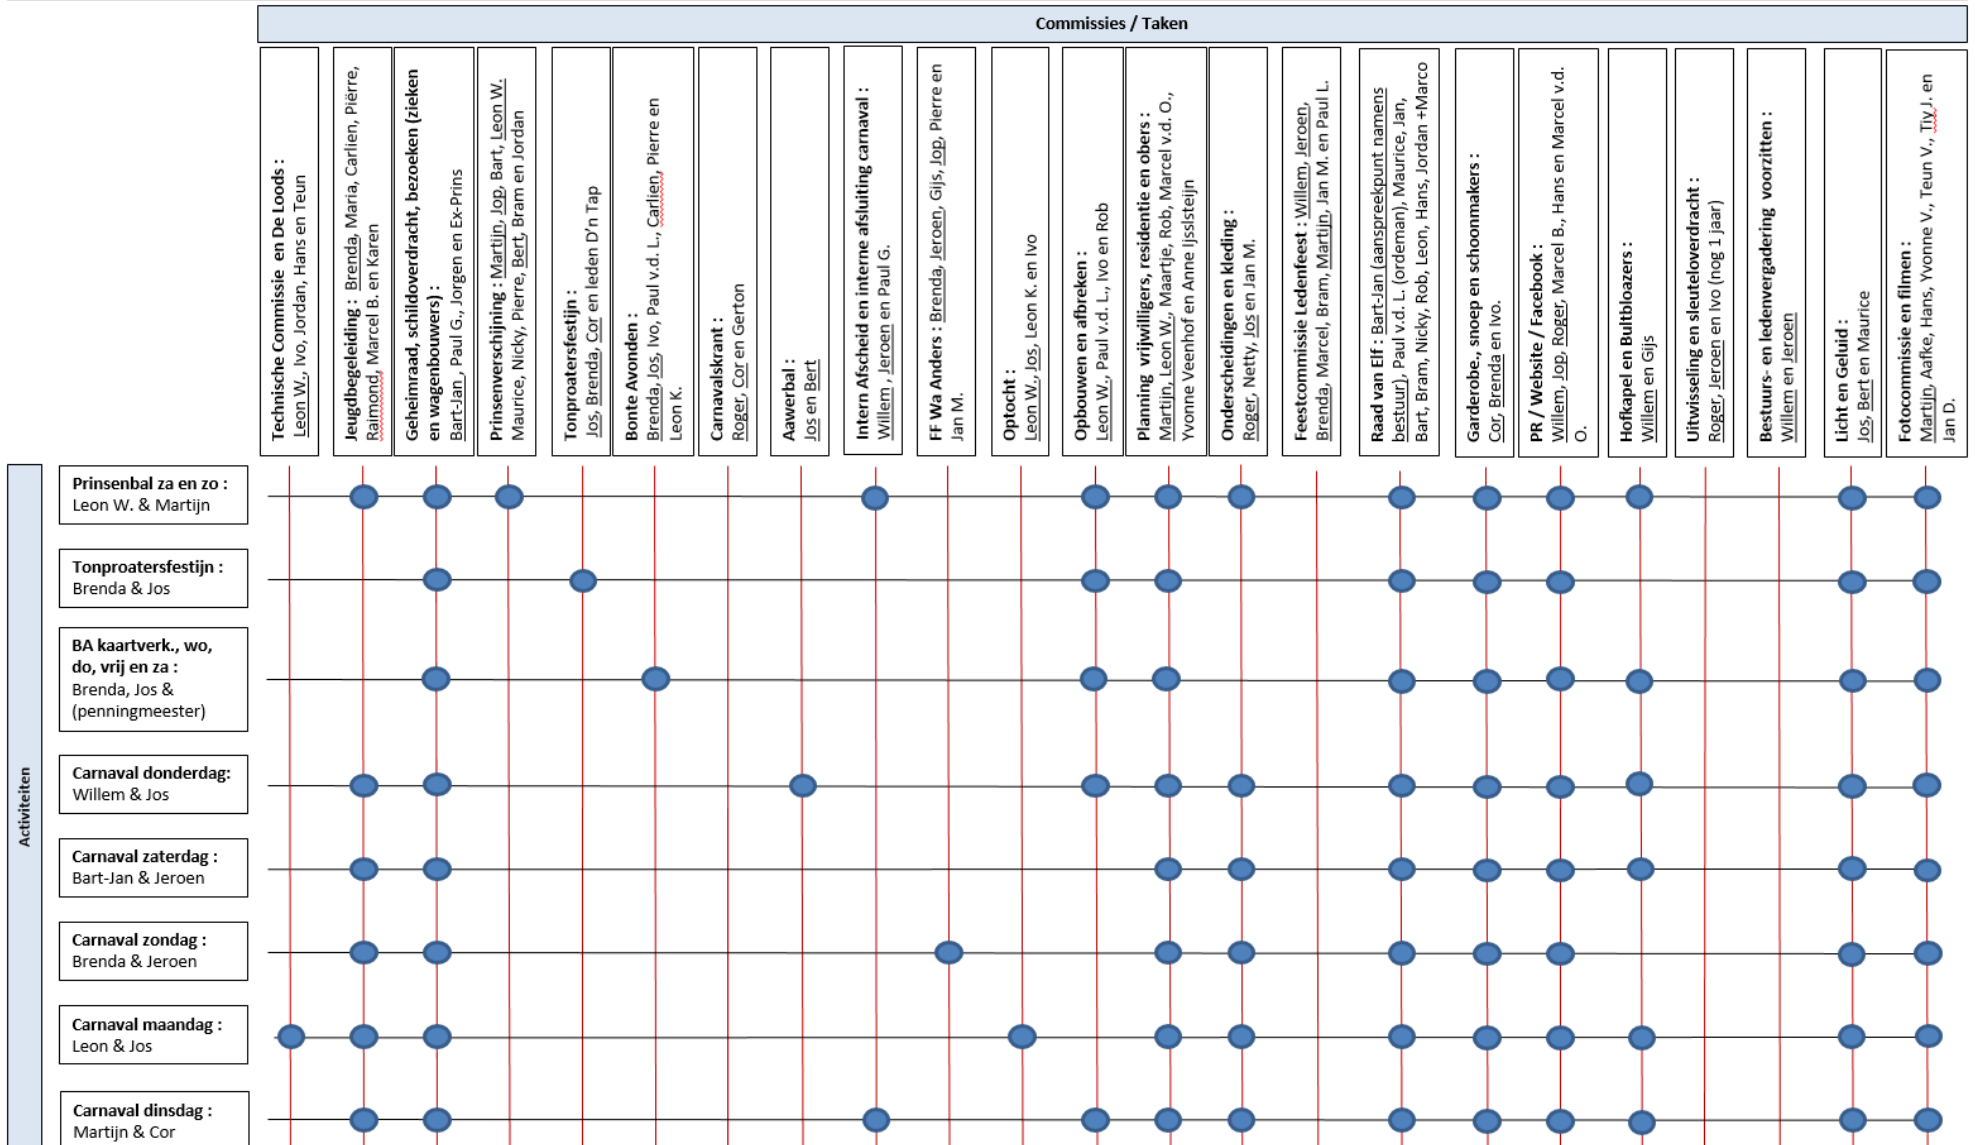 Commissies / Taken
Technische Commissie en De Loods :
Leon W., Ivo, Jordan, Hans en Teun
Jeugdbegeleiding : Brenda, Maria, Carlien, Piërre,
Raimond, Marcel B. en Karen
Geheimraad, schildoverdracht, bezoeken (zieken
en wagenbouwers) :
Bart-Jan, Paul G., Jorgen en Ex-Prins
Prinsenverschijning : Martijn, Jop, Bart, Leon W.
Maurice, Nicky, Pierre, Bert, Bram en Jordan
Tonproatersfestijn :
Jos, Brenda, Cor en leden D'n Tap
Bonte Avonden :
Brenda, Jos, Ivo, Paul v.d. L., Carlien, Pierre en
Leon K.
Carnavalskrant :
Roger, Cor en Gerton
Aawerbal :
Jos en Bert
Intern Afscheid en interne afsluiting carnaval :
Willem , Jeroen en Paul G.
FF Wa Anders : Brenda, Jeroen, Gijs, Jop, Pierre en
Jan M.
Optocht :
Leon W., Jos, Leon K. en Ivo
Opbouwen en afbreken :
Leon W., Paul v.d. L., Ivo en Rob
Planning vrijwilligers, residentie en obers :
Martijn, Leon W., Maartje, Rob, Marcel v.d. O.,
Yvonne Veenhof en Anne Ijsslsteijn
Onderscheidingen en kleding :
Roger, Netty, Jos en Jan M.
Feestcommissie Ledenfeest : Willem, Jeroen,
Brenda, Marcel, Bram, Martijn, Jan M. en Paul L.
Raad van Elf : Bart-Jan (aanspreekpunt namens
bestuur), Paul v.d. L. (ordeman), Maurice, Jan,
Bart, Bram, Nicky, Rob, Leon, Hans, Jordan +Marco
Garderobe., snoep en schoonmakers :
Cor, Brenda en Ivo.
PR / Website / Facebook :
Willem, Jop, Roger, Marcel B., Hans en Marcel v.d.
O.
Hofkapel en Bultbloazers :
Willem en Gijs
Uitwisseling en sleuteloverdracht :
Roger, Jeroen en Ivo (nog 1 jaar)
Bestuurs- en ledenvergadering voorzitten :
Willem en Jeroen
Licht en Geluid :
Jos, Bert en Maurice
Fotocommissie en filmen :
Martijn, Aafke, Hans, Yvonne V., Teun V., Tiy J. en
Jan D.
Activiteiten
Prinsenbal za en zo :
Leon W. & Martijn
Tonproatersfestijn :
Brenda & Jos
BA kaartverk., wo,
do, vrij en za :
Brenda, Jos &
(penningmeester)
Carnaval donderdag:
Willem & Jos
Carnaval zaterdag :
Bart-Jan & Jeroen
Carnaval zondag :
Brenda & Jeroen
Carnaval maandag :
Leon & Jos
Carnaval dinsdag :
Martijn & Cor